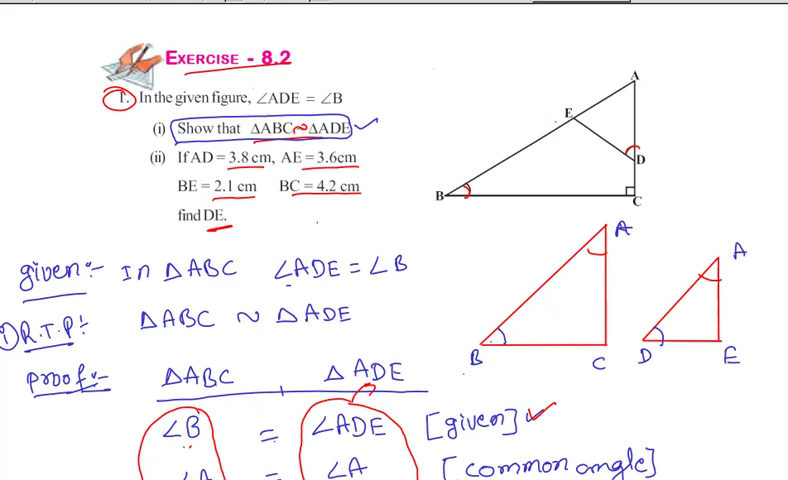 EXERCISE - 8.2
1. In the given figure, ∠ADE = ∠B
(i) Show that ΔABC ~ ΔADE
(ii) If AD = 3.8 cm, AE = 3.6cm
BE = 2.1 cm BC = 4.2 cm
find DE.
A
E
D
B
C
given:- In ΔABC ∠ADE = ∠B
1) R.T.P:- ΔABC ~ ΔADE
proof:- ΔABC ΔADE
∠B = ∠ADE [given]
∠A = ∠A [common angle]
A
B
C
A
D
E